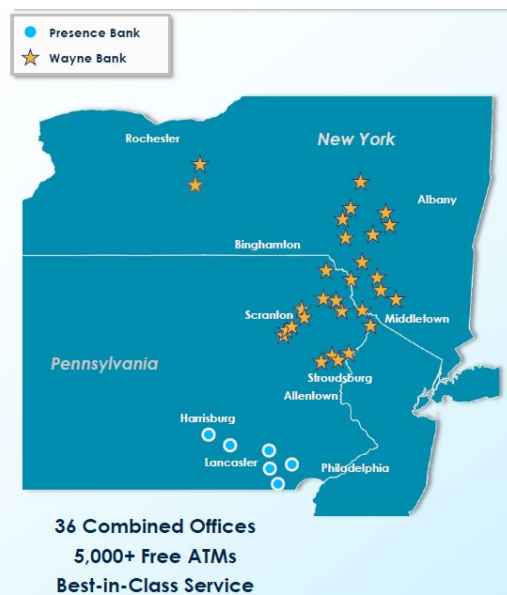 Presence Bank
Wayne Bank
Rochester
New York
Albany
Binghamton
Scranton
Middletown
Pennsylvania
Stroudsburg
Allentown
Harrisburg
Lancaster
Philadelphia
36 Combined Offices
5,000+ Free ATMs
Best-in-Class Service